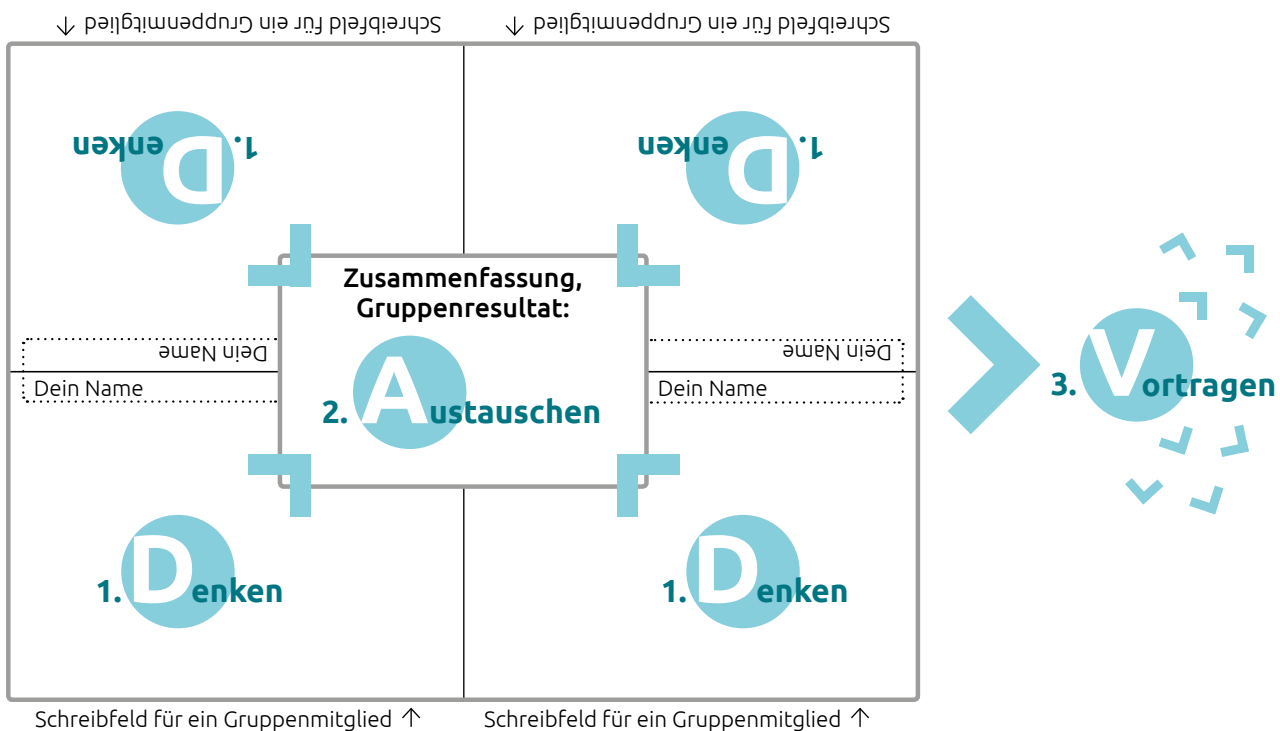 Schreibfeld für ein Gruppenmitglied ↑
Schreibfeld für ein Gruppenmitglied ↑
1. Denken
1. Denken
Zusammenfassung,
Gruppenresultat:
Dein Name
Dein Name
Dein Name
Dein Name
2. Austauschen
3. Vortragen
1. Denken
1. Denken
Schreibfeld für ein Gruppenmitglied ↑
Schreibfeld für ein Gruppenmitglied ↑